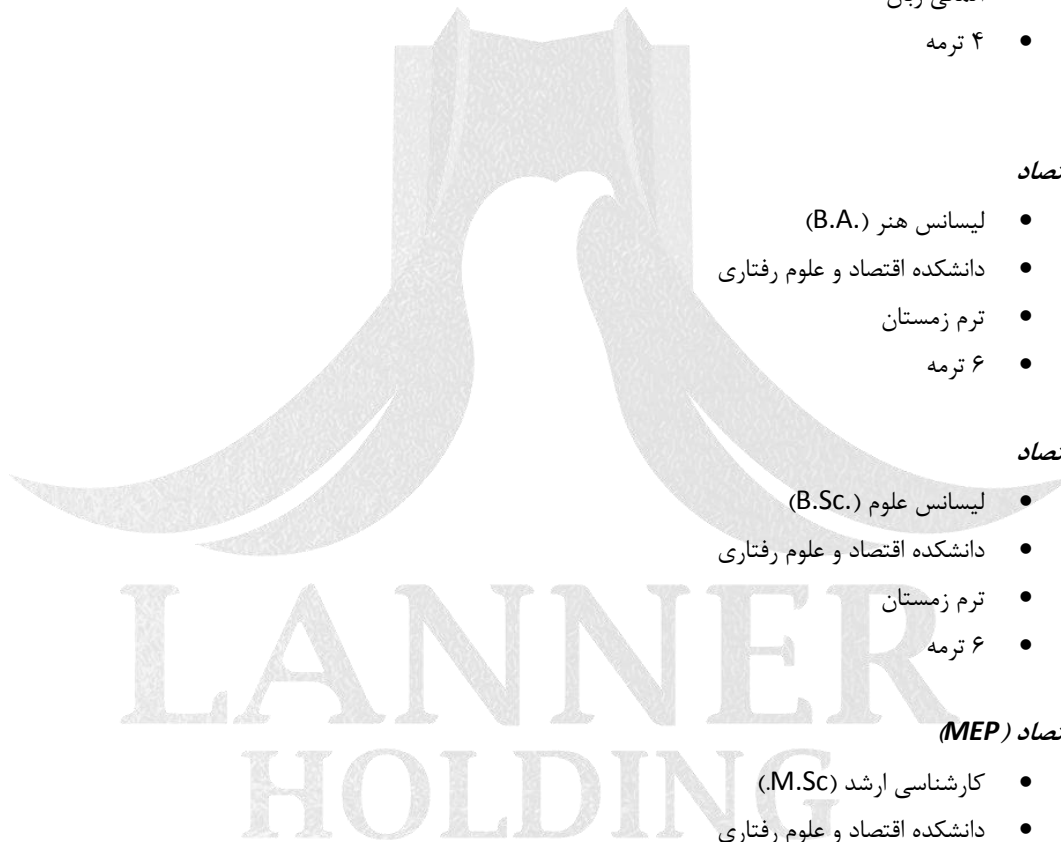 ۴ ترمه
لیسانس هنر (B.A.)
دانشکده اقتصاد و علوم رفتاری
ترم زمستان
۶ ترمه
لیسانس علوم (B.Sc.)
دانشکده اقتصاد و علوم رفتاری
ترم زمستان
۶ ترمه
(MEP)
کارشناسی ارشد (M.Sc.)
دانشکده اقتصاد و علوم رفتاری
LANNER
HOLDING